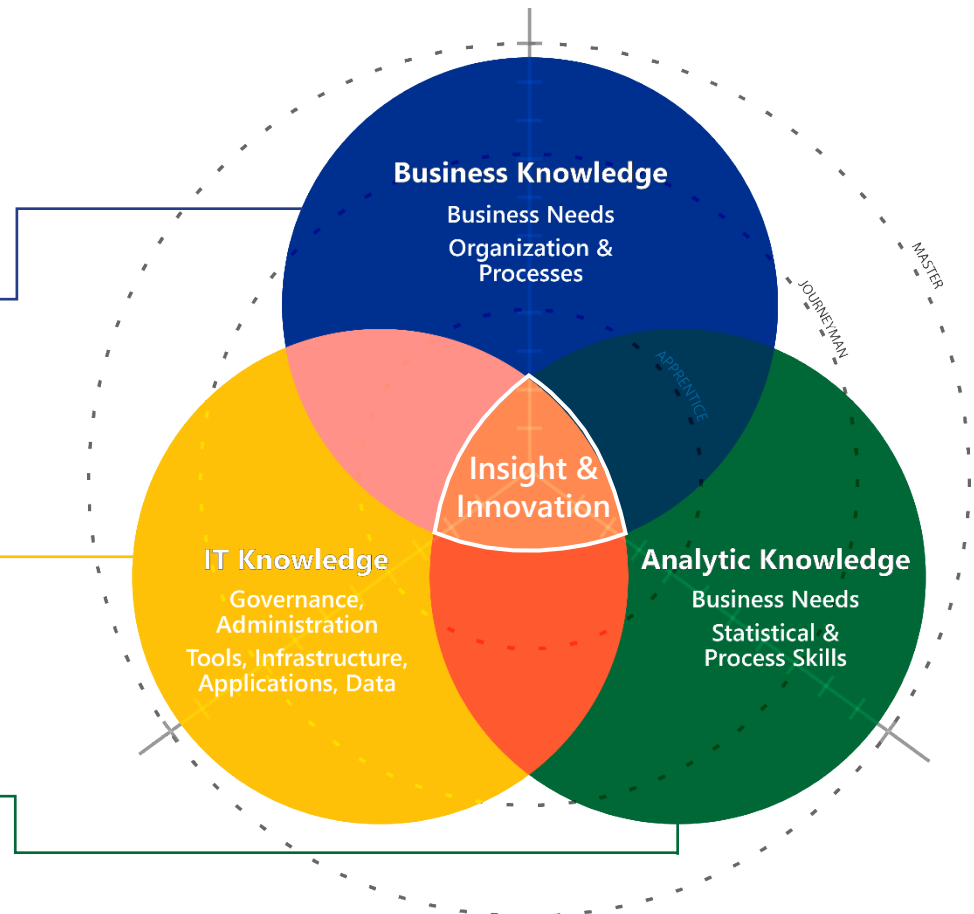 Business Knowledge
Business Needs
Organization &
Processes
MASTER
JOURNEYMAN
APPRENTICE
Insight &
Innovation
IT Knowledge
Governance,
Administration
Tools, Infrastructure,
Applications, Data
Analytic Knowledge
Business Needs
Statistical &
Process Skills